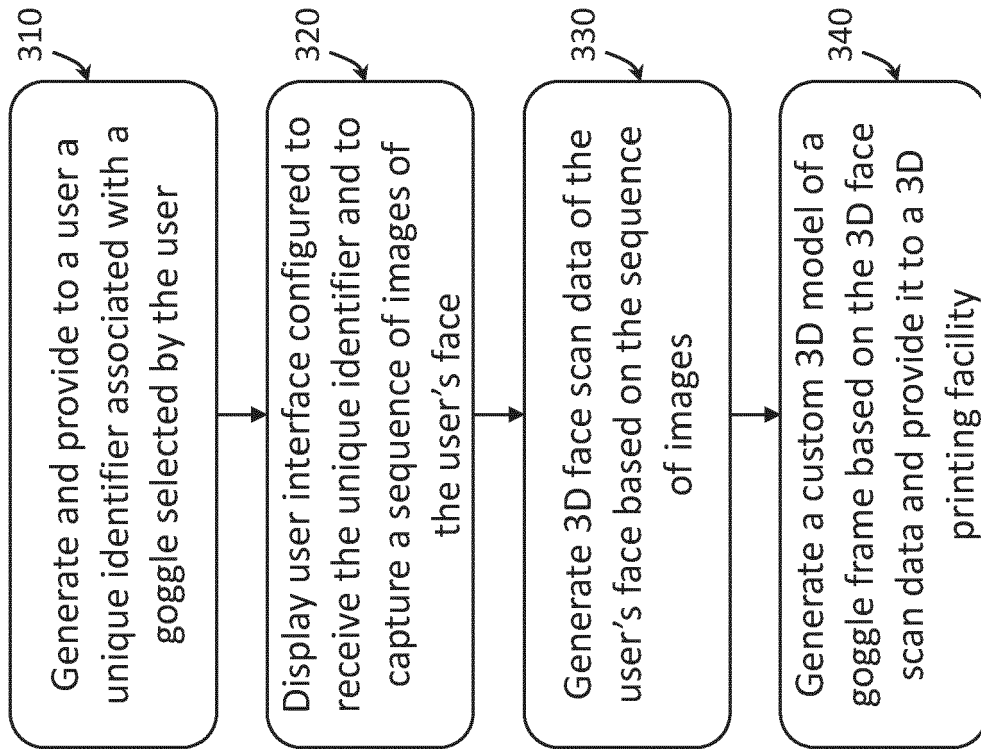 310
Generate and provide to a user a
unique identifier associated with a
goggle selected by the user
320
Display user interface configured to
receive the unique identifier and to
capture a sequence of images of
the user's face
330
Generate 3D face scan data of the
user's face based on the sequence
of images
340
Generate a custom 3D model of a
goggle frame based on the 3D face
scan data and provide it to a 3D
printing facility